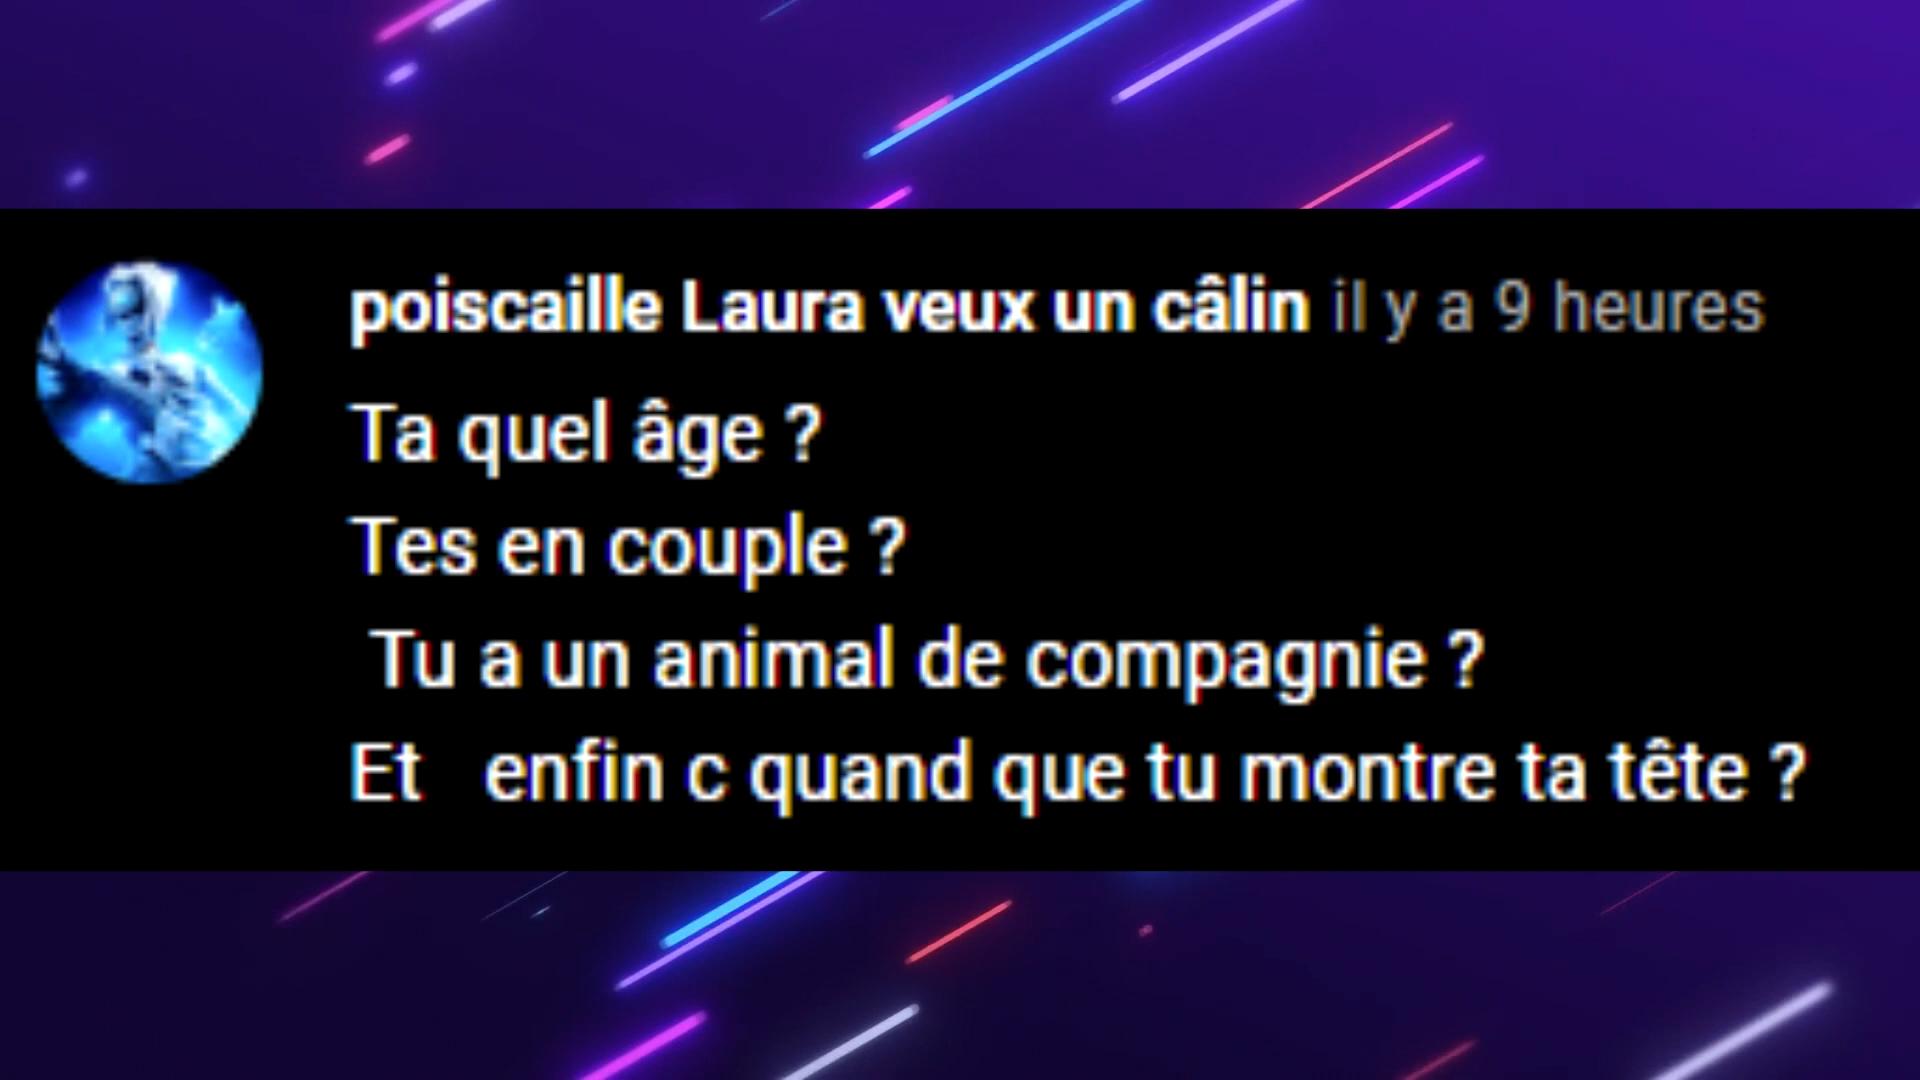 poiscaille Laura veux un câlin il y a 9 heures
Ta quel âge ?
Tes en couple ?
Tu a un animal de compagnie ?
Et enfin c quand que tu montre ta tête ?